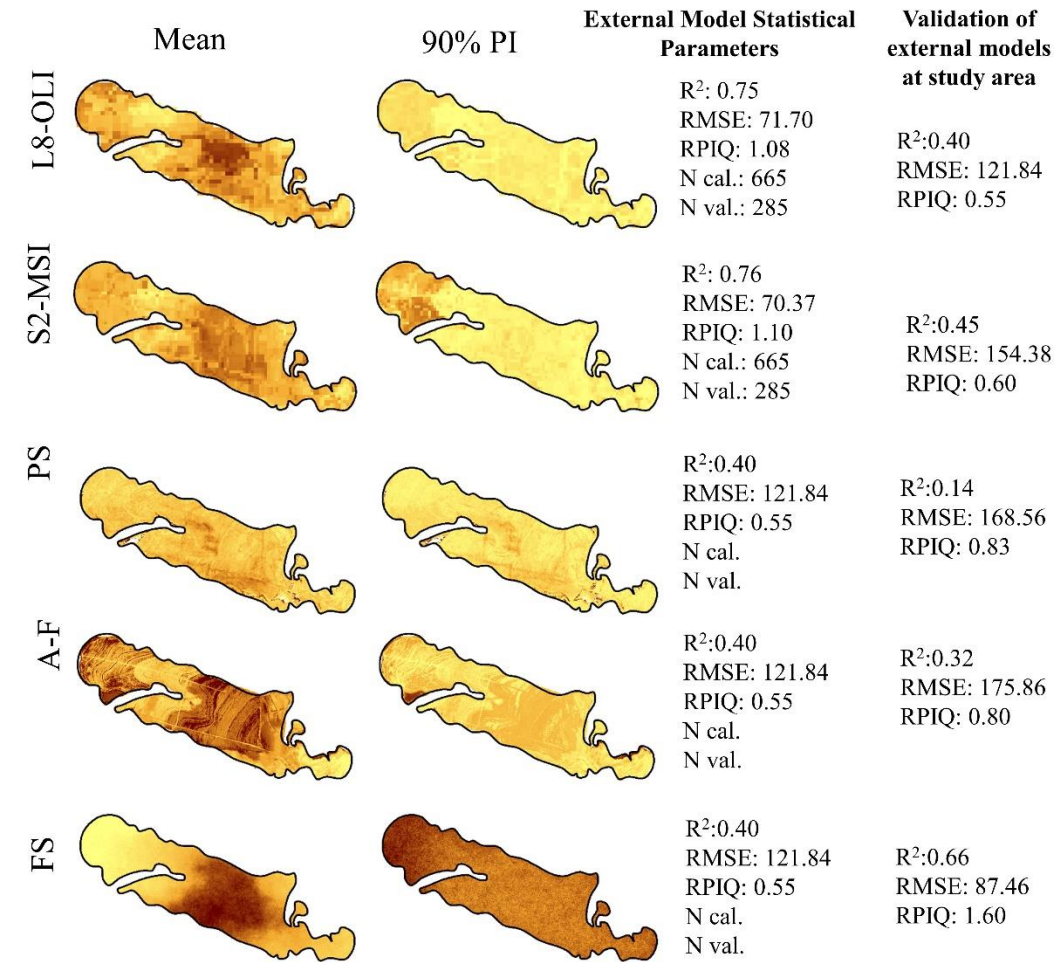 Mean
90% PI
External Model Statistical
Parameters
Validation of
external models
at study area
L8-OLI
R²: 0.75
RMSE: 71.70
RPIQ: 1.08
N cal.: 665
N val.: 285
R²:0.40
RMSE: 121.84
RPIQ: 0.55
S2-MSI
R²: 0.76
RMSE: 70.37
RPIQ: 1.10
N cal.: 665
N val.: 285
R²:0.45
RMSE: 154.38
RPIQ: 0.60
PS
R²:0.40
RMSE: 121.84
RPIQ: 0.55
N cal.
N val.
R²:0.14
RMSE: 168.56
RPIQ: 0.83
A-F
R²:0.40
RMSE: 121.84
RPIQ: 0.55
N cal.
N val.
R²:0.32
RMSE: 175.86
RPIQ: 0.80
FS
R²:0.40
RMSE: 121.84
RPIQ: 0.55
N cal.
N val.
R²:0.66
RMSE: 87.46
RPIQ: 1.60